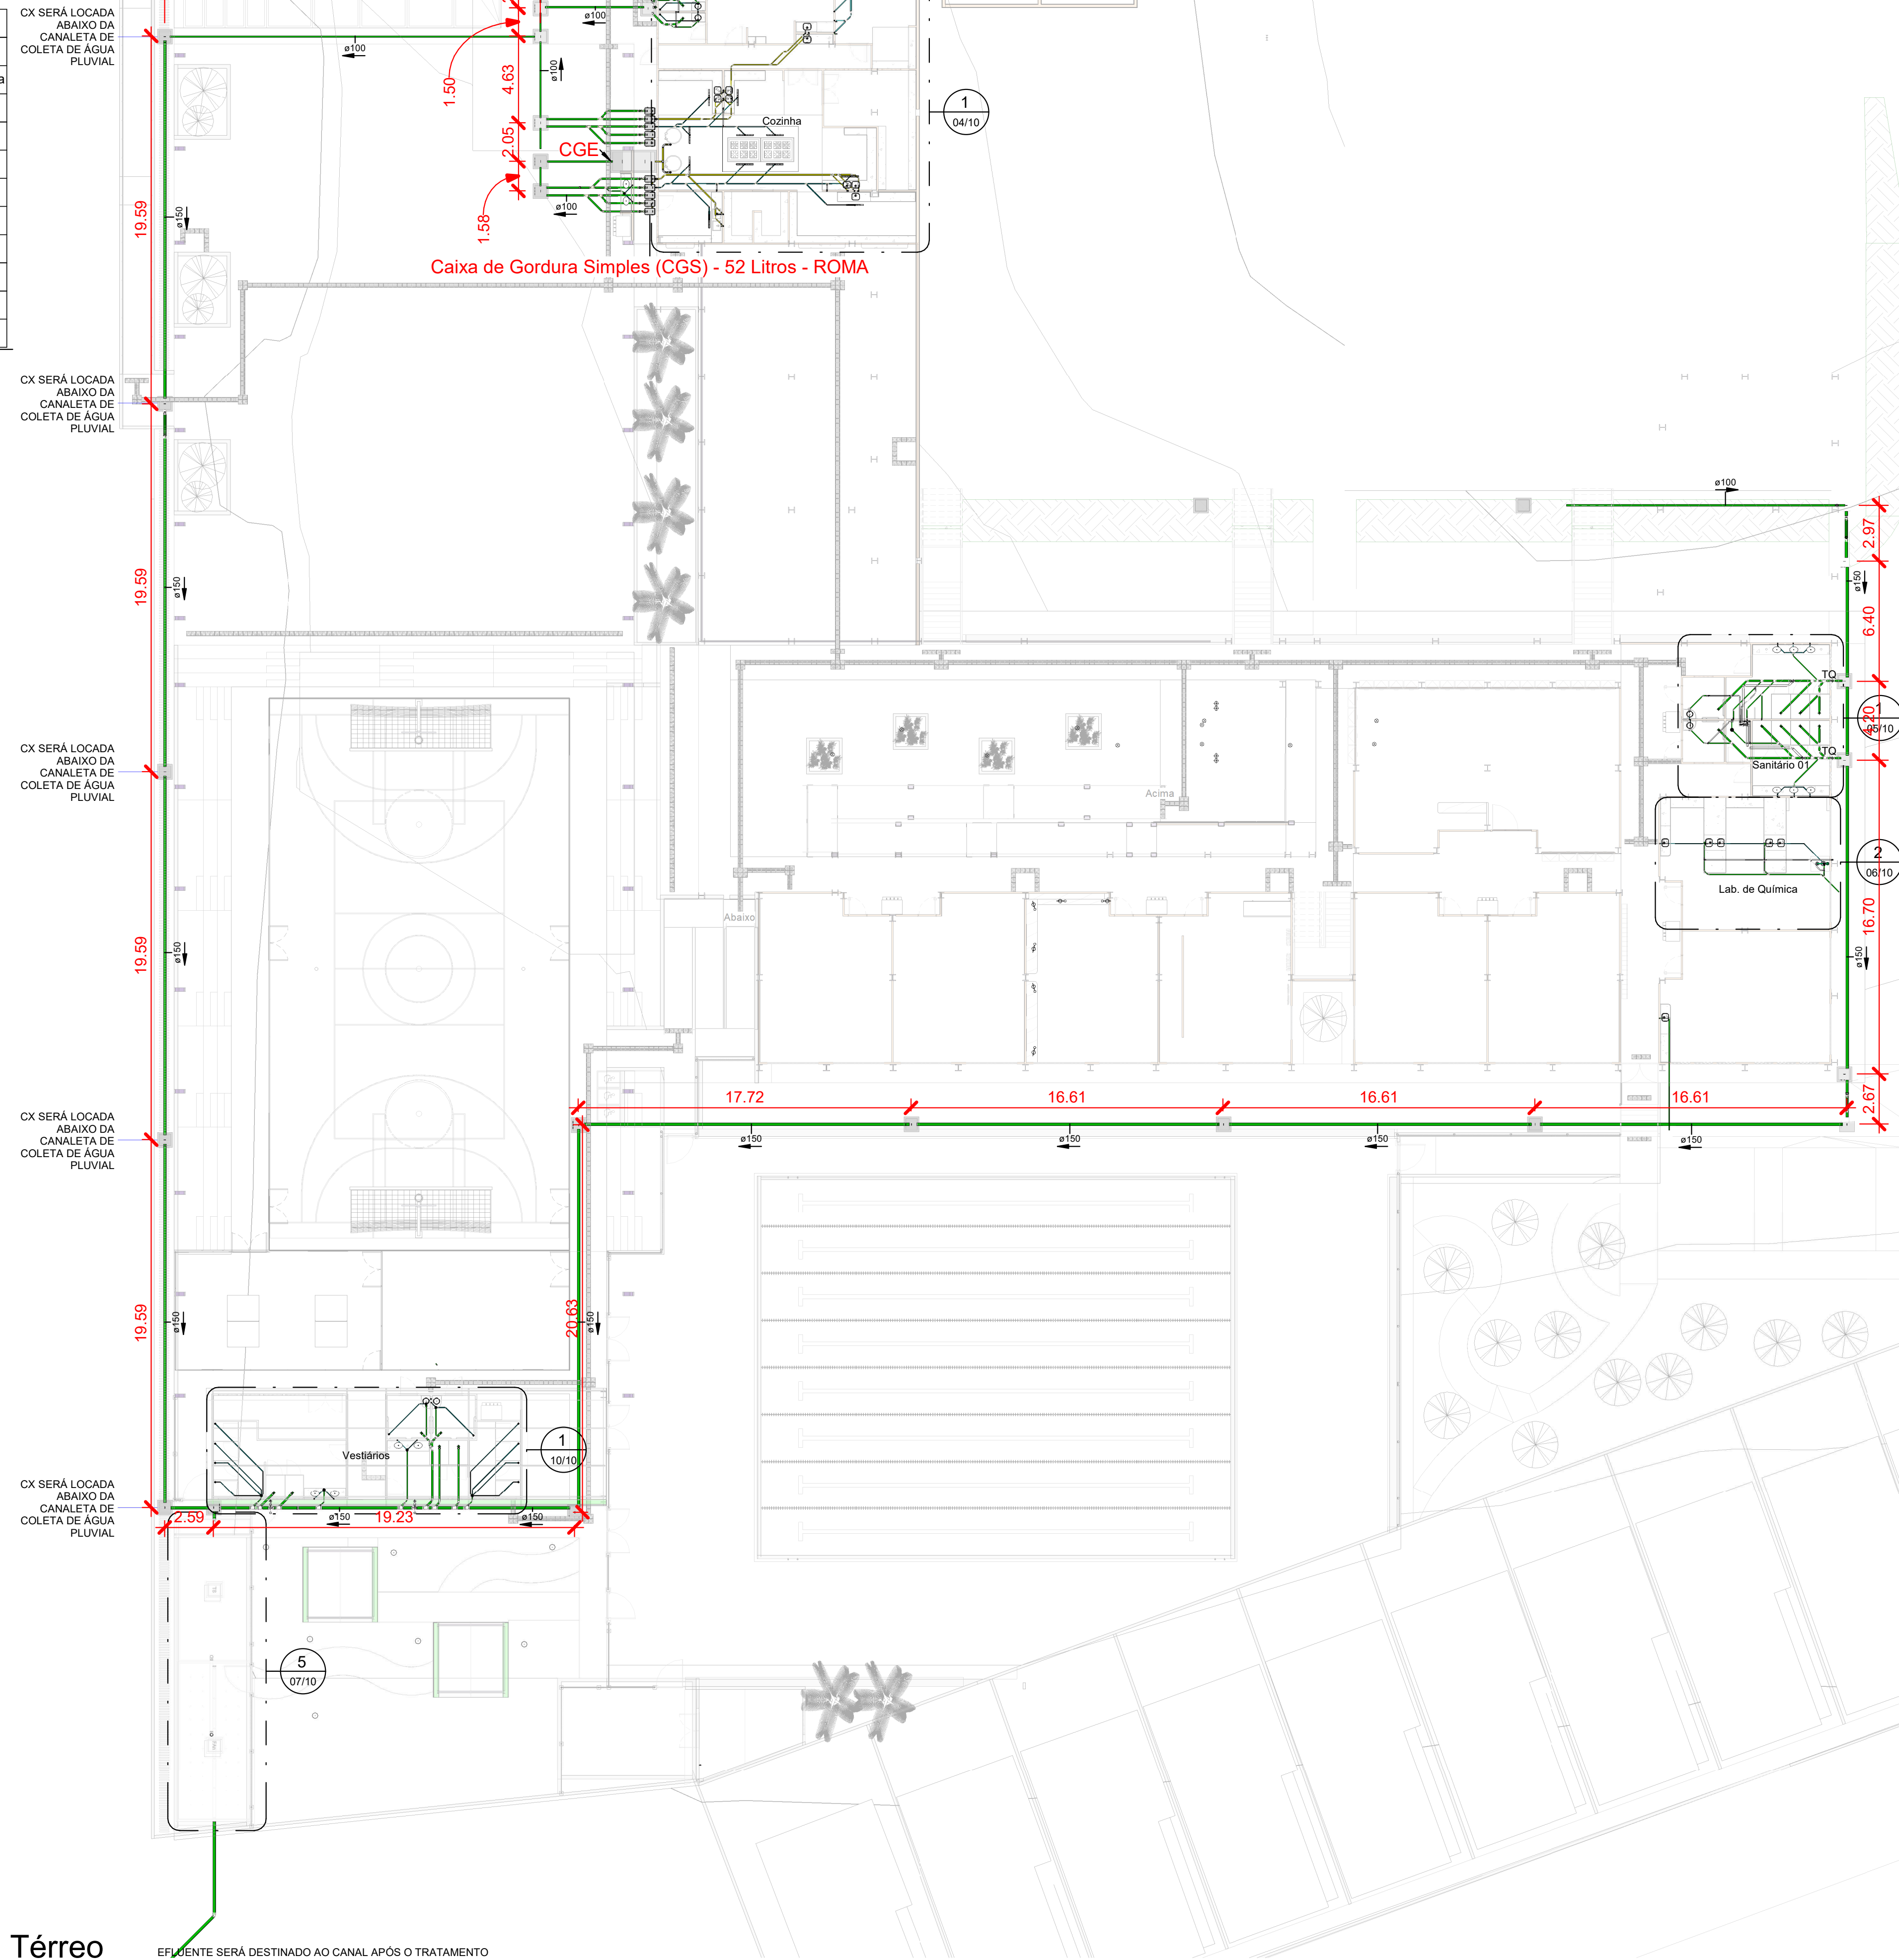 CX SERÁ LOCADA
ABAIXO DA
CANALETA DE
COLETA DE ÁGUA
PLUVIAL
a
ø100
ø100
ø100
1.50
4.63
2.05
1.58
CGE
ø100
Cozinha
1
04/10
19.59
ø150
Caixa de Gordura Simples (CGS) - 52 Litros - ROMA
CX SERÁ LOCADA
ABAIXO DA
CANALETA DE
COLETA DE ÁGUA
PLUVIAL
19.59
ø150
ø100
2.97
ø150
6.40
TQ
1
05/10
4.20
TQ
Sanitário 01
CX SERÁ LOCADA
ABAIXO DA
CANALETA DE
COLETA DE ÁGUA
PLUVIAL
Acima
2
06/10
Lab. de Química
Abaixo
16.70
ø150
19.59
ø150
17.72
16.61
16.61
16.61
2.67
CX SERÁ LOCADA
ABAIXO DA
CANALETA DE
COLETA DE ÁGUA
PLUVIAL
ø150
ø150
ø150
ø150
19.59
ø150
20.63
ø150
Vestiários
1
10/10
CX SERÁ LOCADA
ABAIXO DA
CANALETA DE
COLETA DE ÁGUA
PLUVIAL
2.59
ø150
19.23
ø150
5
07/10
Térreo
EFLUENTE SERÁ DESTINADO AO CANAL APÓS O TRATAMENTO